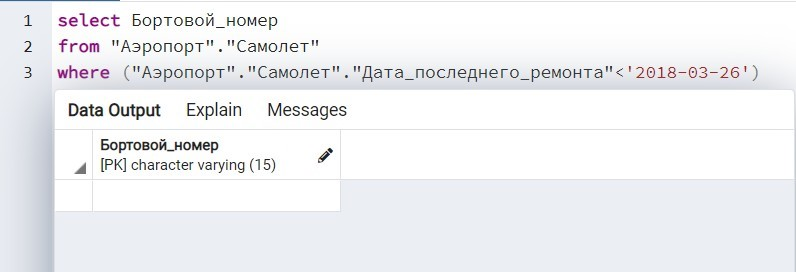 1 select Бортовой_номер
2 from "Аэропорт"."Самолет"
3 where ("Аэропорт"."Самолет"."Дата_последнего_ремонта"<'2018-03-26')
Data Output Explain Messages
Бортовой_номер
[PK] character varying (15)